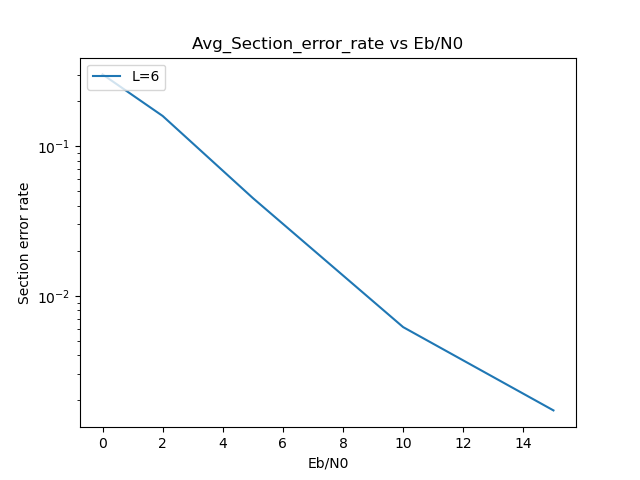 Avg_Section_error_rate vs Eb/N0
L=6
Section error rate
10⁻¹
10⁻²
0 2 4 6 8 10 12 14
Eb/N0